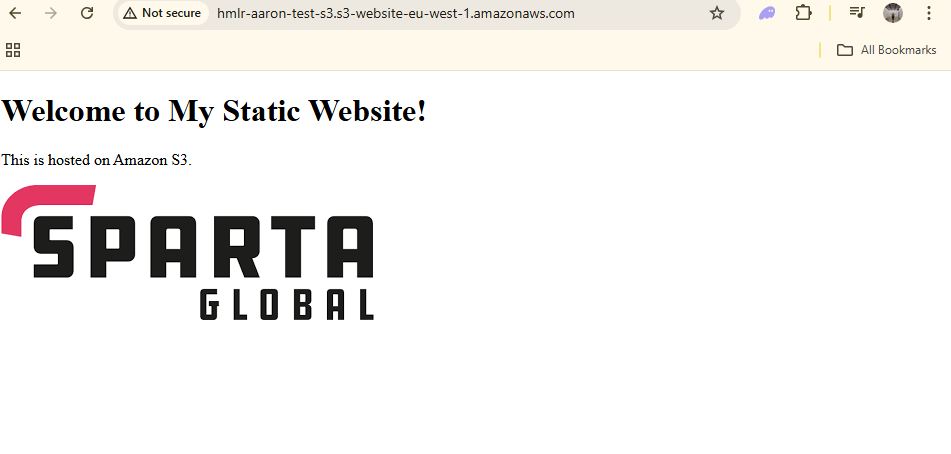 Not secure
hmlr-aaron-test-s3.s3-website-eu-west-1.amazonaws.com
All Bookmarks
Welcome to My Static Website!
This is hosted on Amazon S3.
SPARTA
GLOBAL